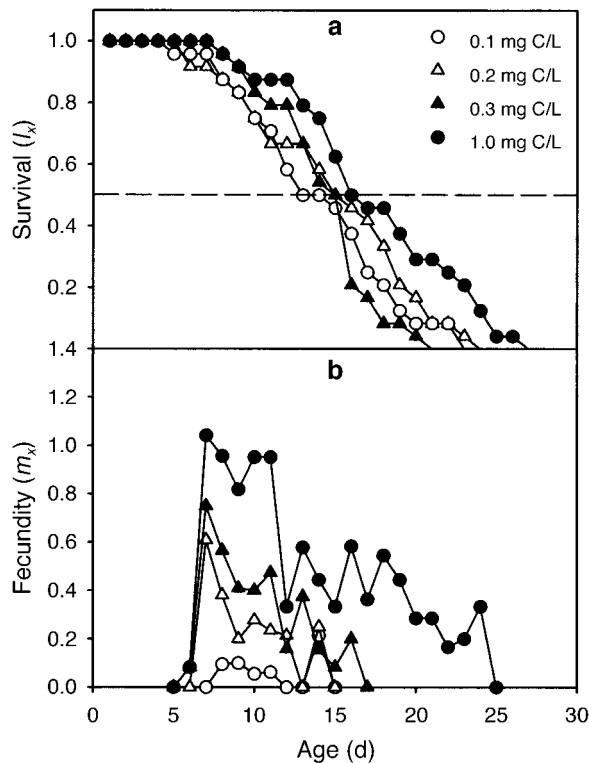 a
0.1 mg C/L
0.2 mg C/L
0.3 mg C/L
1.0 mg C/L
Survival (lₓ)
1.0
0.8
0.6
0.4
0.2
b
Fecundity (mₓ)
1.4
1.2
1.0
0.8
0.6
0.4
0.2
0.0
0 5 10 15 20 25 30
Age (d)